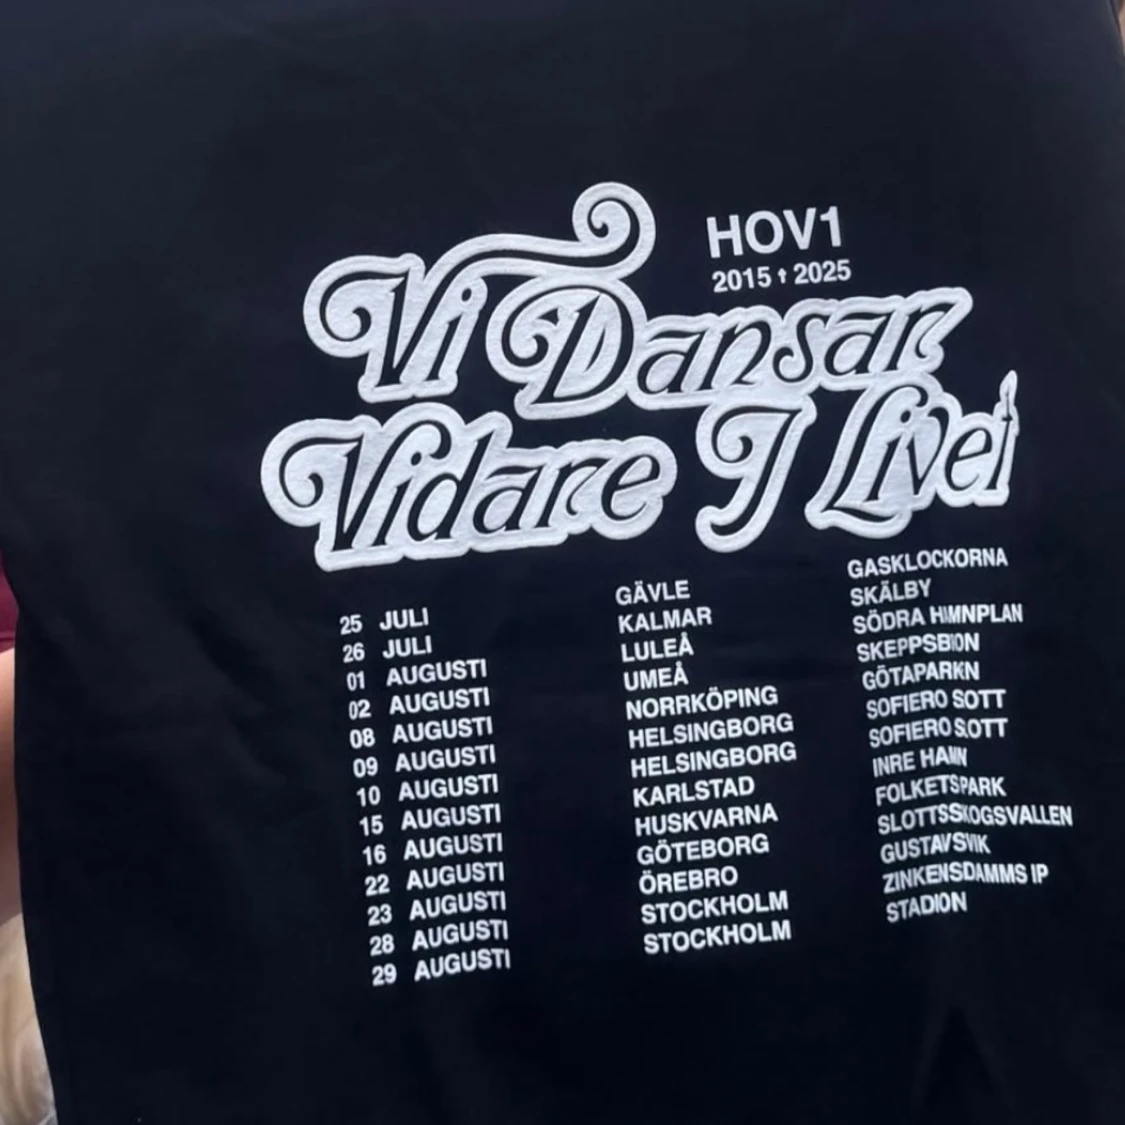 HOV1
2015 † 2025
Vi Dansar
Vidare I Livet
25 JULI GÄVLE GASKLOCKORNA
26 JULI KALMAR SKÄLBY
01 AUGUSTI LULEÅ SÖDRA HAMNPLAN
02 AUGUSTI UMEÅ SKEPPSBRON
08 AUGUSTI NORRKÖPING GÖTAPARKEN
09 AUGUSTI HELSINGBORG SOFIERO SLOTT
10 AUGUSTI HELSINGBORG SOFIERO SLOTT
15 AUGUSTI KARLSTAD INRE HAMN
16 AUGUSTI HUSKVARNA FOLKETSPARK
22 AUGUSTI GÖTEBORG SLOTTSSKOGSVALLEN
23 AUGUSTI ÖREBRO GUSTAVSVIK
28 AUGUSTI STOCKHOLM ZINKENSDAMMS IP
29 AUGUSTI STOCKHOLM STADION